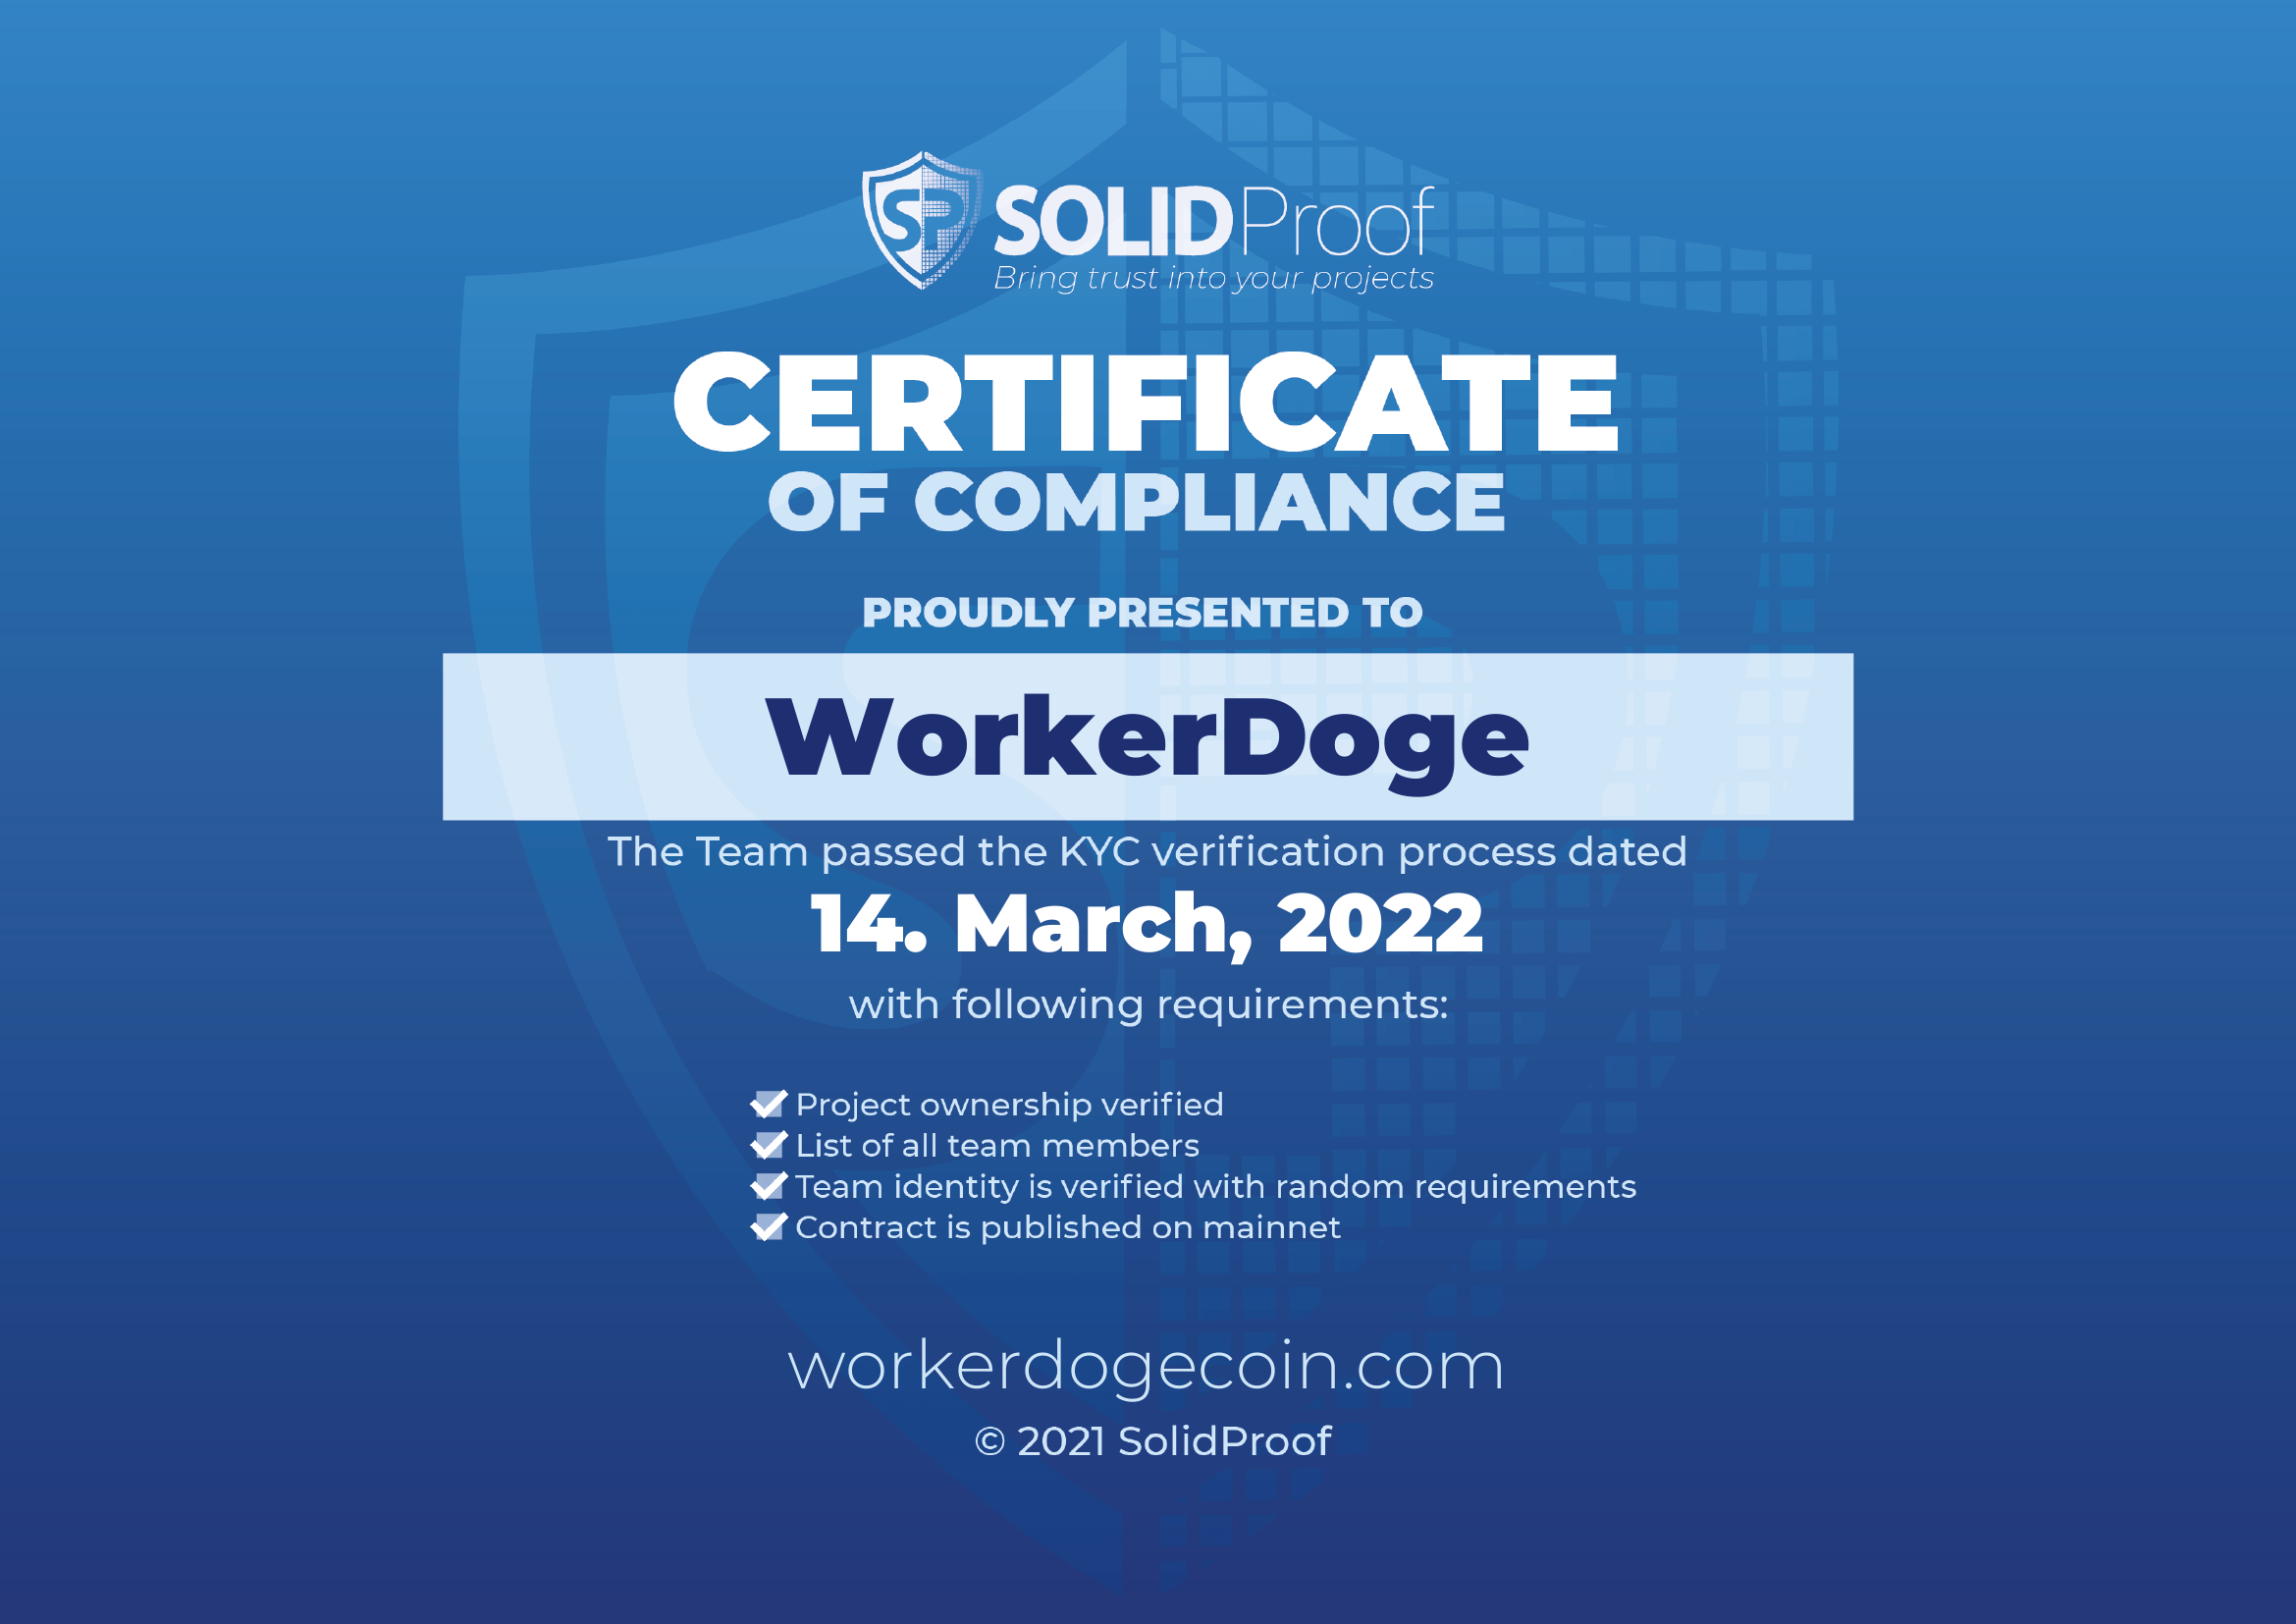 SP SOLIDProof
Bring trust into your projects
CERTIFICATE
OF COMPLIANCE
PROUDLY PRESENTED TO
WorkerDoge
The Team passed the KYC verification process dated
14. March, 2022
with following requirements:
Project ownership verified
List of all team members
Team identity is verified with random requirements
Contract is published on mainnet
workerdogecoin.com
© 2021 SolidProof